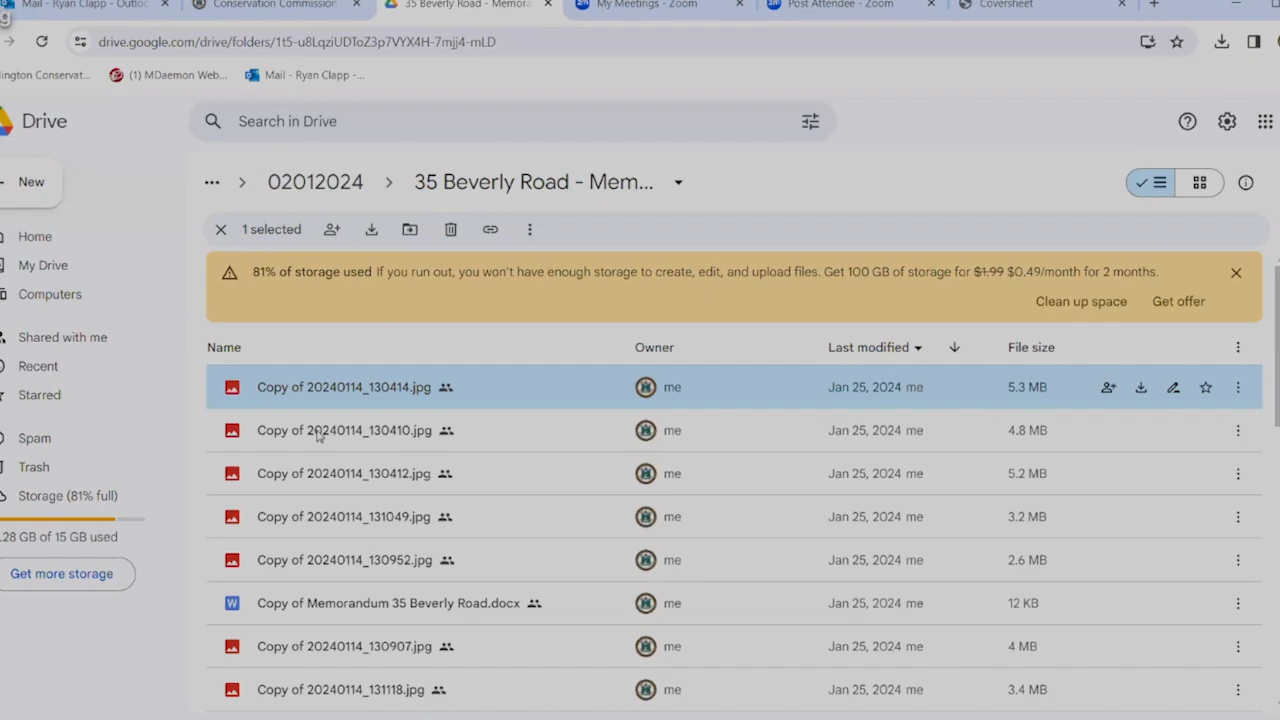 Mail - Ryan Clapp - Outloo
Conservation Commission
35 Beverly Road - Memora
My Meetings - Zoom
Post Attendee - Zoom
Coversheet
drive.google.com/drive/folders/1t5-u8LqziUDToZ3p7VYX4H-7mjj4-mLD
ington Conservat...
(1) MDaemon Web...
Mail - Ryan Clapp -...
Drive
Search in Drive
New
02012024
35 Beverly Road - Mem...
1 selected
Home
My Drive
Computers
Shared with me
Recent
Starred
Spam
Trash
Storage (81% full)
.28 GB of 15 GB used
Get more storage
81% of storage used If you run out, you won't have enough storage to create, edit, and upload files. Get 100 GB of storage for $1.99 $0.49/month for 2 months.
Clean up space Get offer
Name Owner Last modified File size
Copy of 20240114_130414.jpg me Jan 25, 2024 me 5.3 MB
Copy of 20240114_130410.jpg me Jan 25, 2024 me 4.8 MB
Copy of 20240114_130412.jpg me Jan 25, 2024 me 5.2 MB
Copy of 20240114_131049.jpg me Jan 25, 2024 me 3.2 MB
Copy of 20240114_130952.jpg me Jan 25, 2024 me 2.6 MB
W Copy of Memorandum 35 Beverly Road.docx me Jan 25, 2024 me 12 KB
Copy of 20240114_130907.jpg me Jan 25, 2024 me 4 MB
Copy of 20240114_131118.jpg me Jan 25, 2024 me 3.4 MB